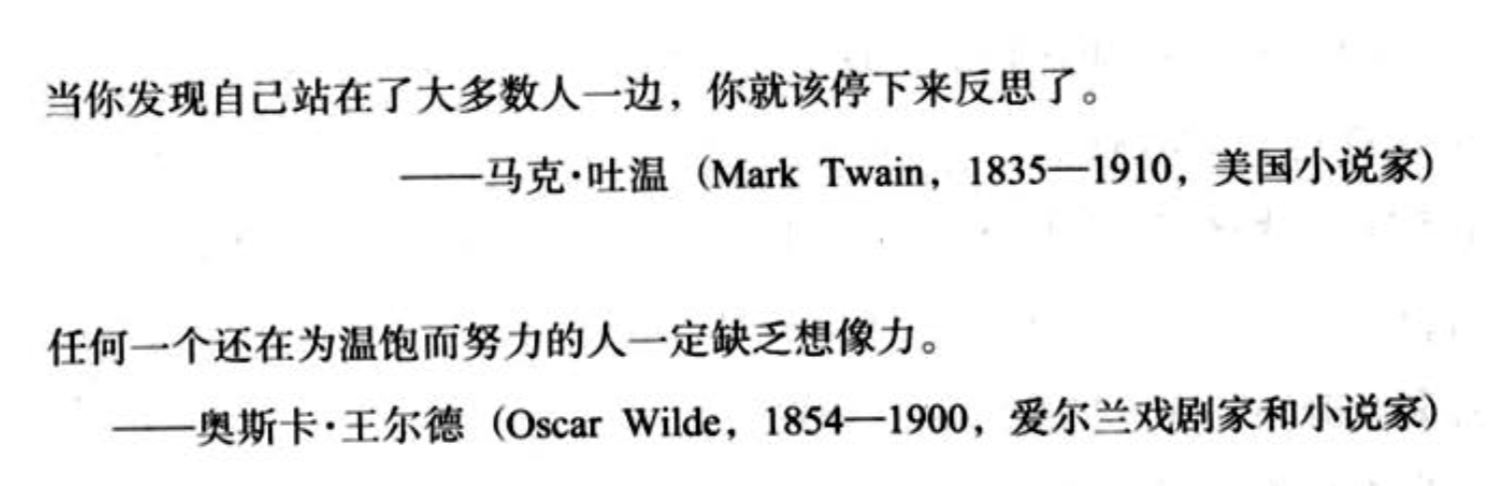 当你发现自己站在了大多数人一边，你就该停下来反思了。
——马克·吐温（Mark Twain，1835—1910，美国小说家）
任何一个还在为温饱而努力的人一定缺乏想像力。
——奥斯卡·王尔德（Oscar Wilde，1854—1900，爱尔兰戏剧家和小说家）